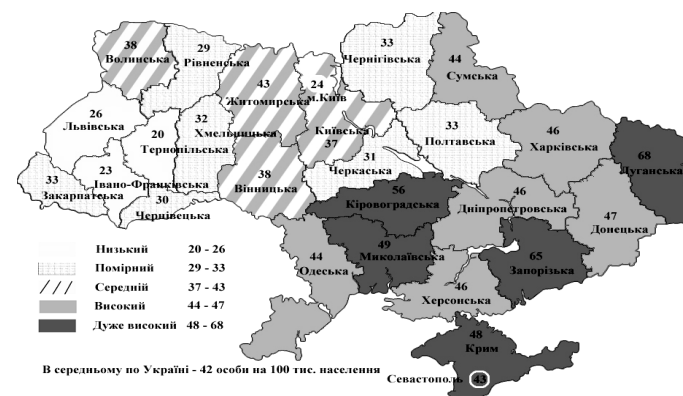 38
Волинська
29
Рівненська
43
Житомирська
24
м.Київ
Київська
37
33
Чернігівська
44
Сумська
26
Львівська
20
Тернопільська
32
Хмельницька
33
Закарпатська
23
Івано-Франківська
30
Чернівецька
38
Вінницька
31
Черкаська
33
Полтавська
46
Харківська
68
Луганська
56
Кіровоградська
46
Дніпропетровська
47
Донецька
44
Одеська
49
Миколаївська
46
Херсонська
65
Запорізька
48
Крим
Севастополь 43
Низький 20 - 26
Помірний 29 - 33
Середній 37 - 43
Високий 44 - 47
Дуже високий 48 - 68
В середньому по Україні - 42 особи на 100 тис. населення